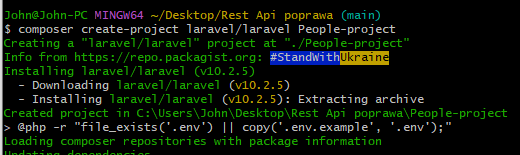 John@John-PC MINGW64 ~/Desktop/Rest Api poprawa (main)
$ composer create-project laravel/laravel People-project
Creating a "laravel/laravel" project at "./People-project"
Info from https://repo.packagist.org: #StandWithUkraine
Installing laravel/laravel (v10.2.5)
  - Downloading laravel/laravel (v10.2.5)
  - Installing laravel/laravel (v10.2.5): Extracting archive
Created project in C:\Users\John\Desktop\Rest Api poprawa\People-project
> @php -r "file_exists('.env') || copy('.env.example', '.env');"
Loading composer repositories with package information
Updating dependencies